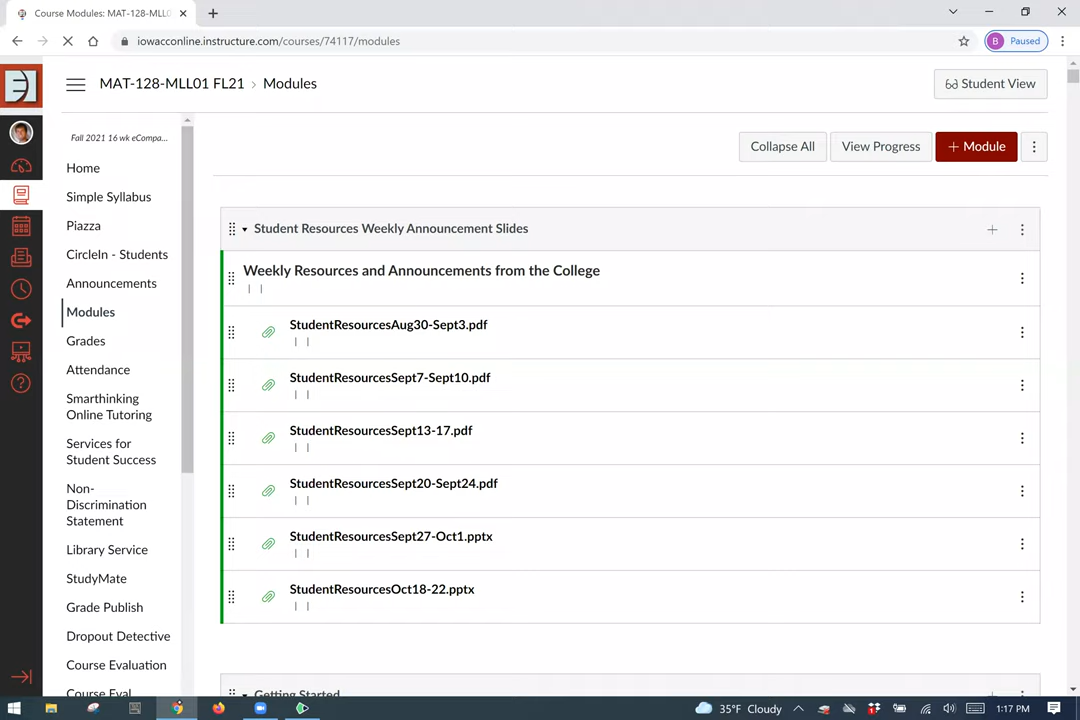 Course Modules: MAT-128-MLL0
iowacconline.instructure.com/courses/74117/modules
B Paused
MAT-128-MLL01 FL21 > Modules
Student View
Fall 2021 16 wk eCompa...
Home
Simple Syllabus
Piazza
CircleIn - Students
Announcements
Modules
Grades
Attendance
Smarthinking
Online Tutoring
Services for
Student Success
Non-
Discrimination
Statement
Library Service
StudyMate
Grade Publish
Dropout Detective
Course Evaluation
Course Eval
Collapse All
View Progress
+ Module
Student Resources Weekly Announcement Slides
Weekly Resources and Announcements from the College
StudentResourcesAug30-Sept3.pdf
StudentResourcesSept7-Sept10.pdf
StudentResourcesSept13-17.pdf
StudentResourcesSept20-Sept24.pdf
StudentResourcesSept27-Oct1.pptx
StudentResourcesOct18-22.pptx
Getting Started
35°F Cloudy
1:17 PM